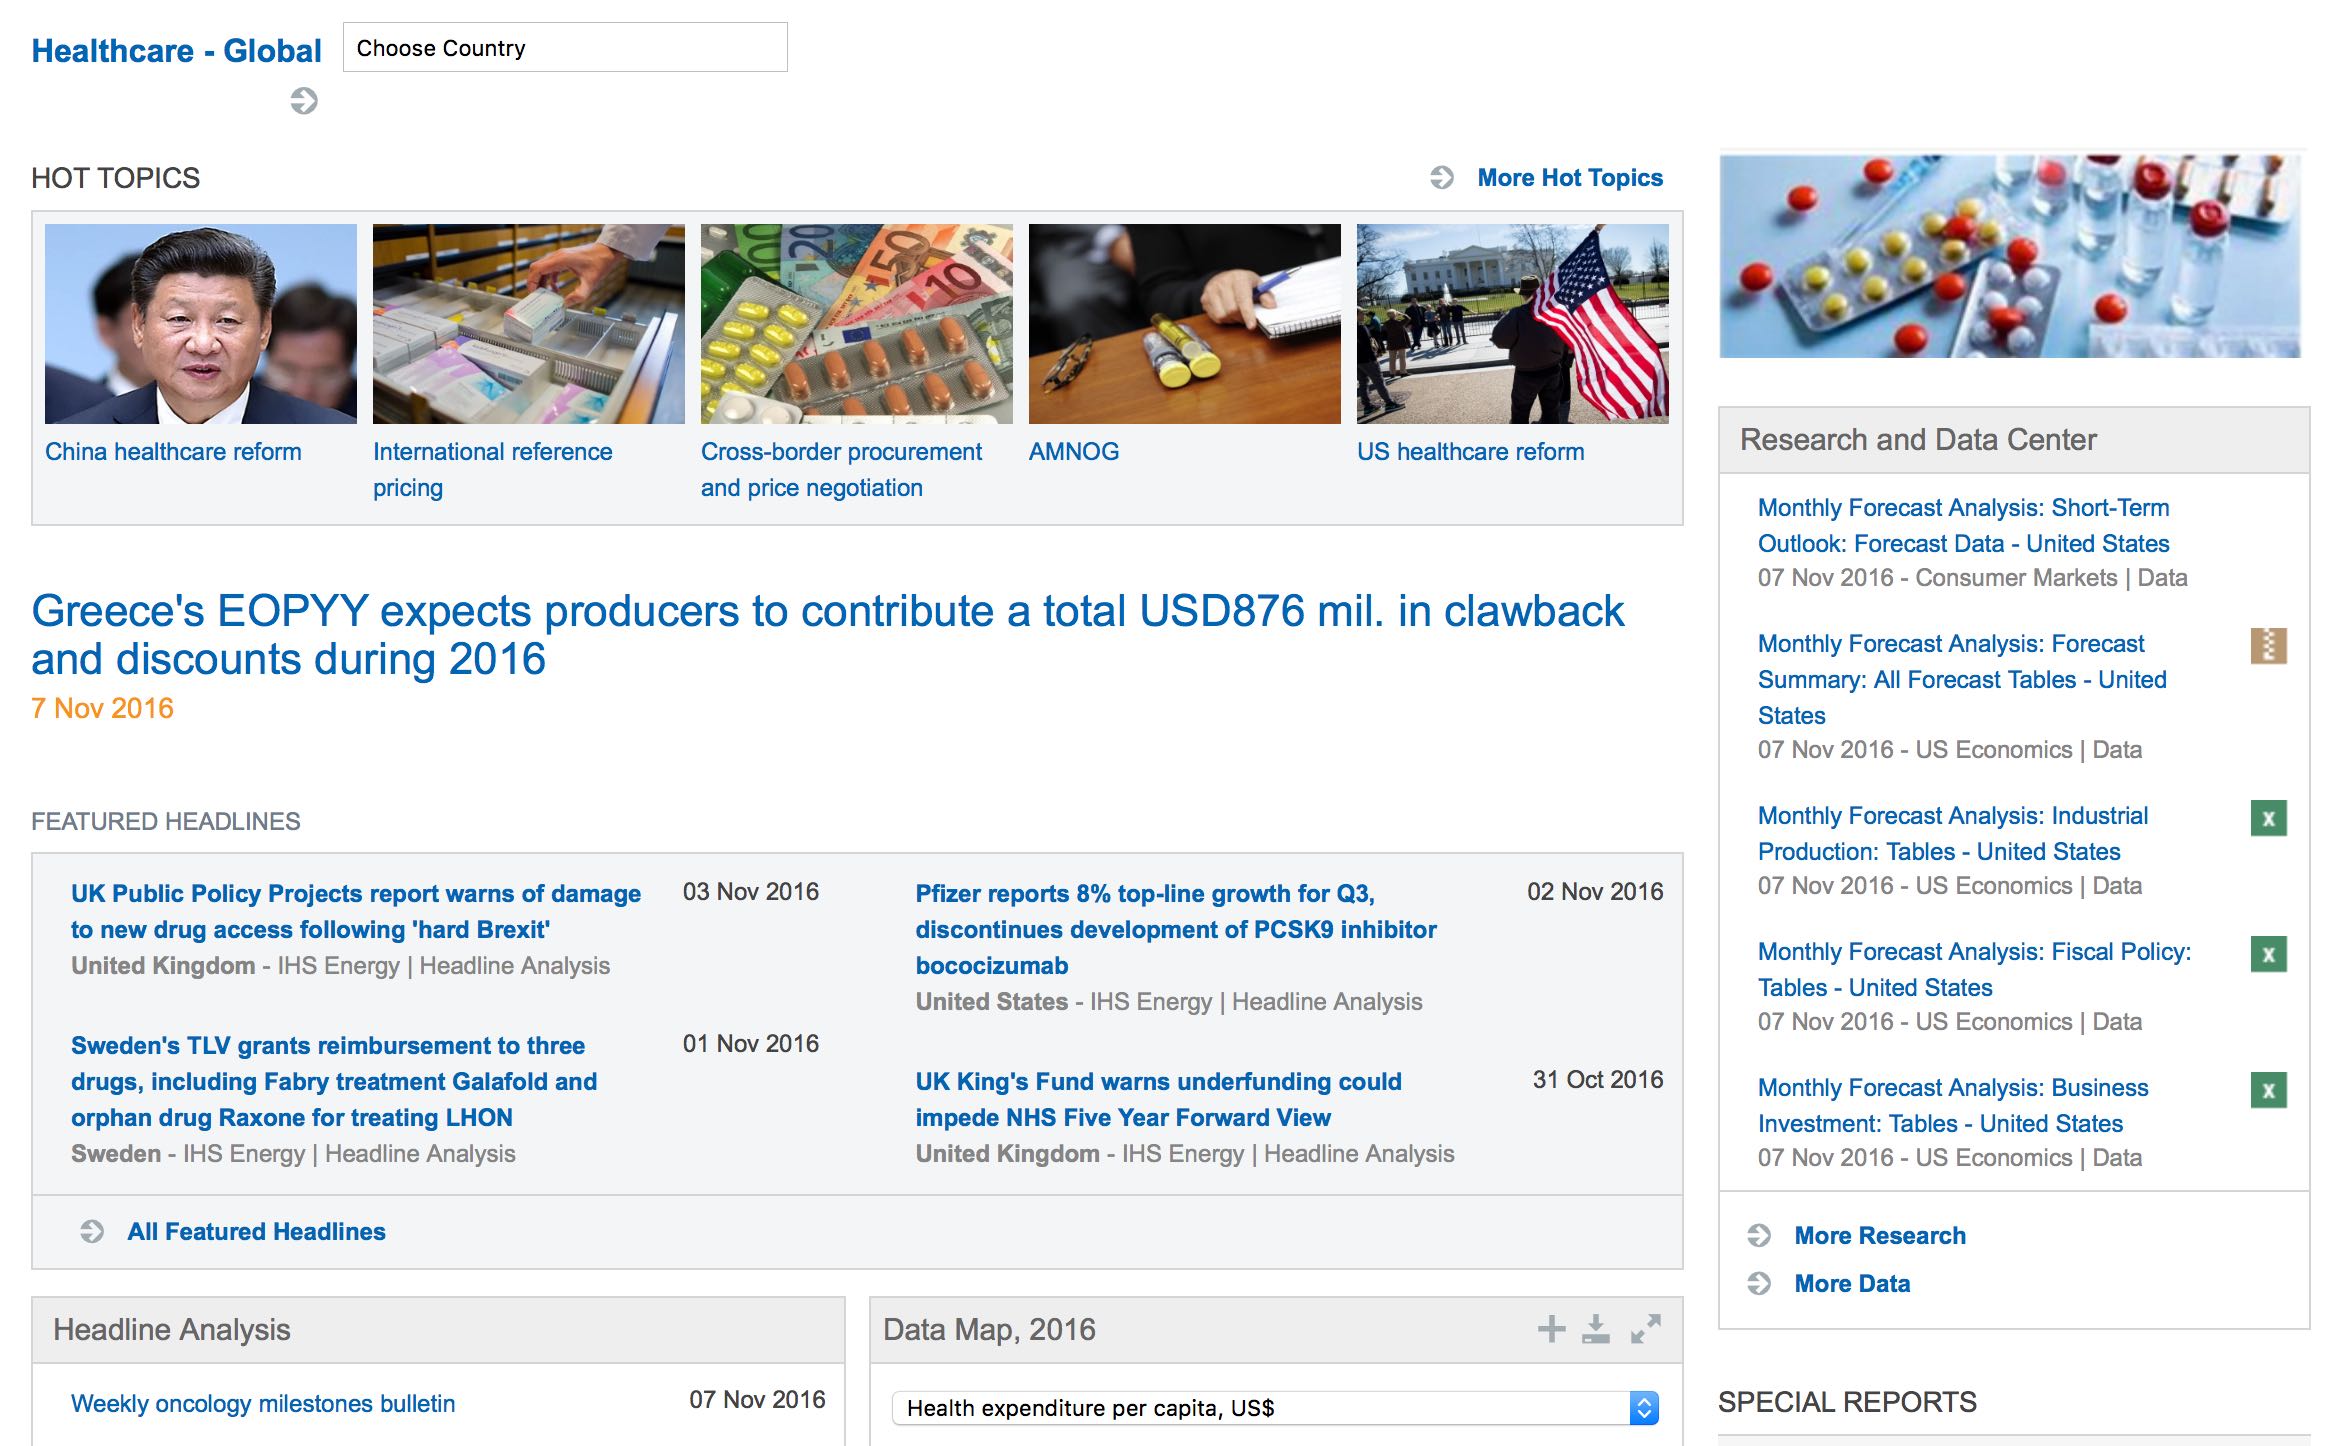 Healthcare - Global
Choose Country
HOT TOPICS
More Hot Topics
China healthcare reform
International reference
pricing
Cross-border procurement
and price negotiation
AMNOG
US healthcare reform
Greece's EOPYY expects producers to contribute a total USD876 mil. in clawback
and discounts during 2016
7 Nov 2016
FEATURED HEADLINES
UK Public Policy Projects report warns of damage
to new drug access following 'hard Brexit'
United Kingdom - IHS Energy | Headline Analysis
03 Nov 2016
Sweden's TLV grants reimbursement to three
drugs, including Fabry treatment Galafold and
orphan drug Raxone for treating LHON
Sweden - IHS Energy | Headline Analysis
01 Nov 2016
Pfizer reports 8% top-line growth for Q3,
discontinues development of PCSK9 inhibitor
bococizumab
United States - IHS Energy | Headline Analysis
02 Nov 2016
UK King's Fund warns underfunding could
impede NHS Five Year Forward View
United Kingdom - IHS Energy | Headline Analysis
31 Oct 2016
All Featured Headlines
Headline Analysis
Weekly oncology milestones bulletin
07 Nov 2016
Data Map, 2016
Health expenditure per capita, US$
Research and Data Center
Monthly Forecast Analysis: Short-Term
Outlook: Forecast Data - United States
07 Nov 2016 - Consumer Markets | Data
Monthly Forecast Analysis: Forecast
Summary: All Forecast Tables - United
States
07 Nov 2016 - US Economics | Data
Monthly Forecast Analysis: Industrial
Production: Tables - United States
07 Nov 2016 - US Economics | Data
Monthly Forecast Analysis: Fiscal Policy:
Tables - United States
07 Nov 2016 - US Economics | Data
Monthly Forecast Analysis: Business
Investment: Tables - United States
07 Nov 2016 - US Economics | Data
More Research
More Data
SPECIAL REPORTS